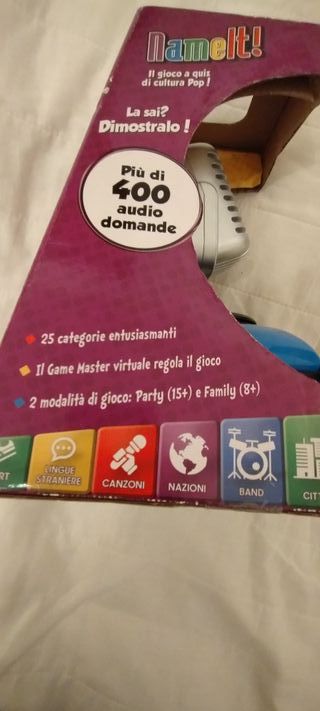 NameIt!
Il gioco a quiz
di cultura Pop!
La sai?
Dimostralo!
Più di
400
audio
domande
25 categorie entusiasmanti
Il Game Master virtuale regola il gioco
2 modalità di gioco: Party (15+) e Family (8+)
RT
LINGUE
STRANIERE
CANZONI
NAZIONI
BAND
CITT